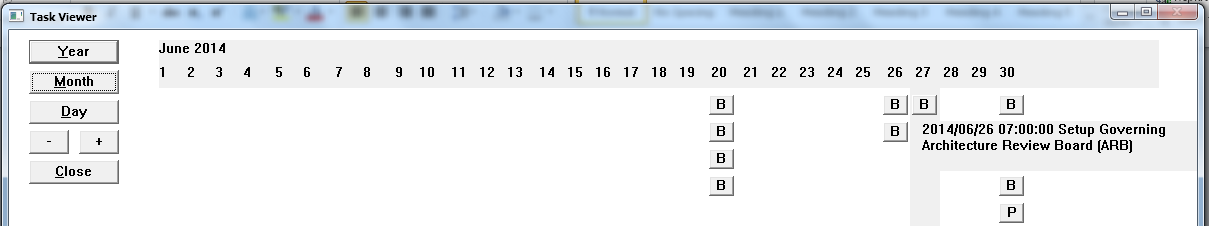 Task Viewer
Year
June 2014
Month
1 2 3 4 5 6 7 8 9 10 11 12 13 14 15 16 17 18 19 20 21 22 23 24 25 26 27 28 29 30
Day
B B B B
- +
B B
2014/06/26 07:00:00 Setup Governing
Architecture Review Board (ARB)
B
Close
B B
P